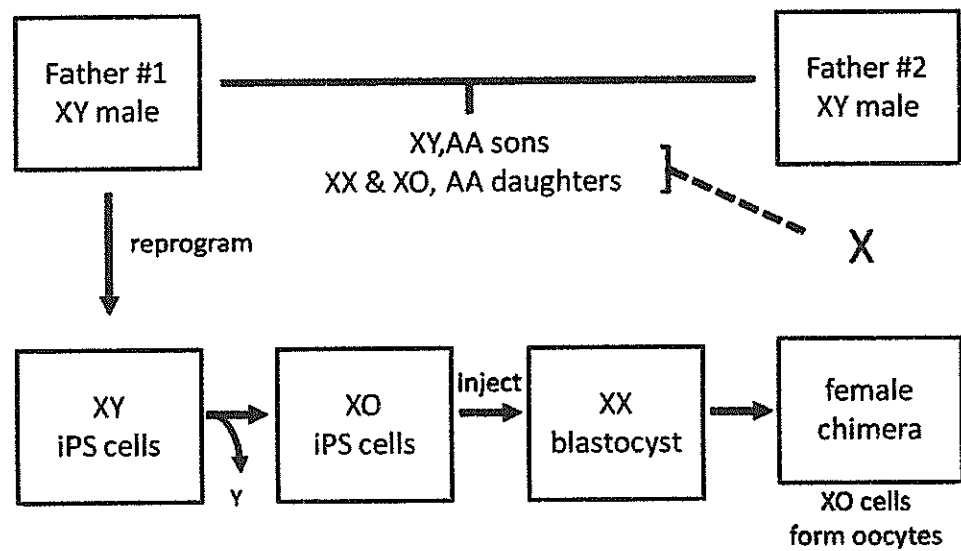 Father #1
XY male
Father #2
XY male
XY,AA sons
XX & XO, AA daughters
X
reprogram
XY
iPS cells
Y
XO
iPS cells
inject
XX
blastocyst
female
chimera
XO cells
form oocytes